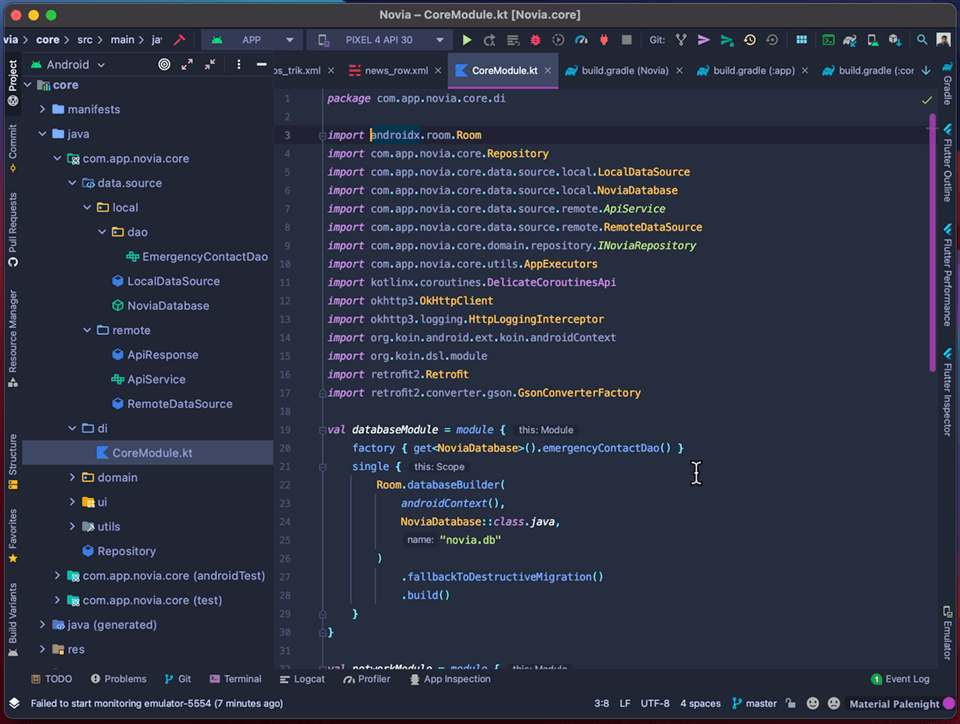 Novia – CoreModule.kt [Novia.core]
via
core
src
main
APP
PIXEL 4 API 30
Git:
Android
os_trik.xml
news_row.xml
CoreModule.kt
build.gradle (Novia)
build.gradle (:app)
build.gradle (:cor
Project
Commit
Pull Requests
Resource Manager
Structure
Favorites
Build Variants
core
manifests
java
com.app.novia.core
data.source
local
dao
EmergencyContactDao
LocalDataSource
NoviaDatabase
remote
ApiResponse
ApiService
RemoteDataSource
di
CoreModule.kt
domain
ui
utils
Repository
com.app.novia.core (androidTest)
com.app.novia.core (test)
java (generated)
res
1 package com.app.novia.core.di
2
3 import androidx.room.Room
4 import com.app.novia.core.Repository
5 import com.app.novia.core.data.source.local.LocalDataSource
6 import com.app.novia.core.data.source.local.NoviaDatabase
7 import com.app.novia.core.data.source.remote.ApiService
8 import com.app.novia.core.data.source.remote.RemoteDataSource
9 import com.app.novia.core.domain.repository.INoviaRepository
10 import com.app.novia.core.utils.AppExecutors
11 import kotlinx.coroutines.DelicateCoroutinesApi
12 import okhttp3.OkHttpClient
13 import okhttp3.logging.HttpLoggingInterceptor
14 import org.koin.android.ext.koin.androidContext
15 import org.koin.dsl.module
16 import retrofit2.Retrofit
17 import retrofit2.converter.gson.GsonConverterFactory
18
19 val databaseModule = module { this: Module
20 factory { get<NoviaDatabase>().emergencyContactDao() }
21 single { this: Scope
22 Room.databaseBuilder(
23 androidContext(),
24 NoviaDatabase::class.java,
25 name: "novia.db"
26 )
27 .fallbackToDestructiveMigration()
28 .build()
29 }
30 }
31
32 val networkModule = module { this: Module
Gradle
Flutter Outline
Flutter Performance
Flutter Inspector
Emulator
TODO
Problems
Git
Terminal
Logcat
Profiler
App Inspection
1 Event Log
Failed to start monitoring emulator-5554 (7 minutes ago)
3:8
LF
UTF-8
4 spaces
master
Material Palenight